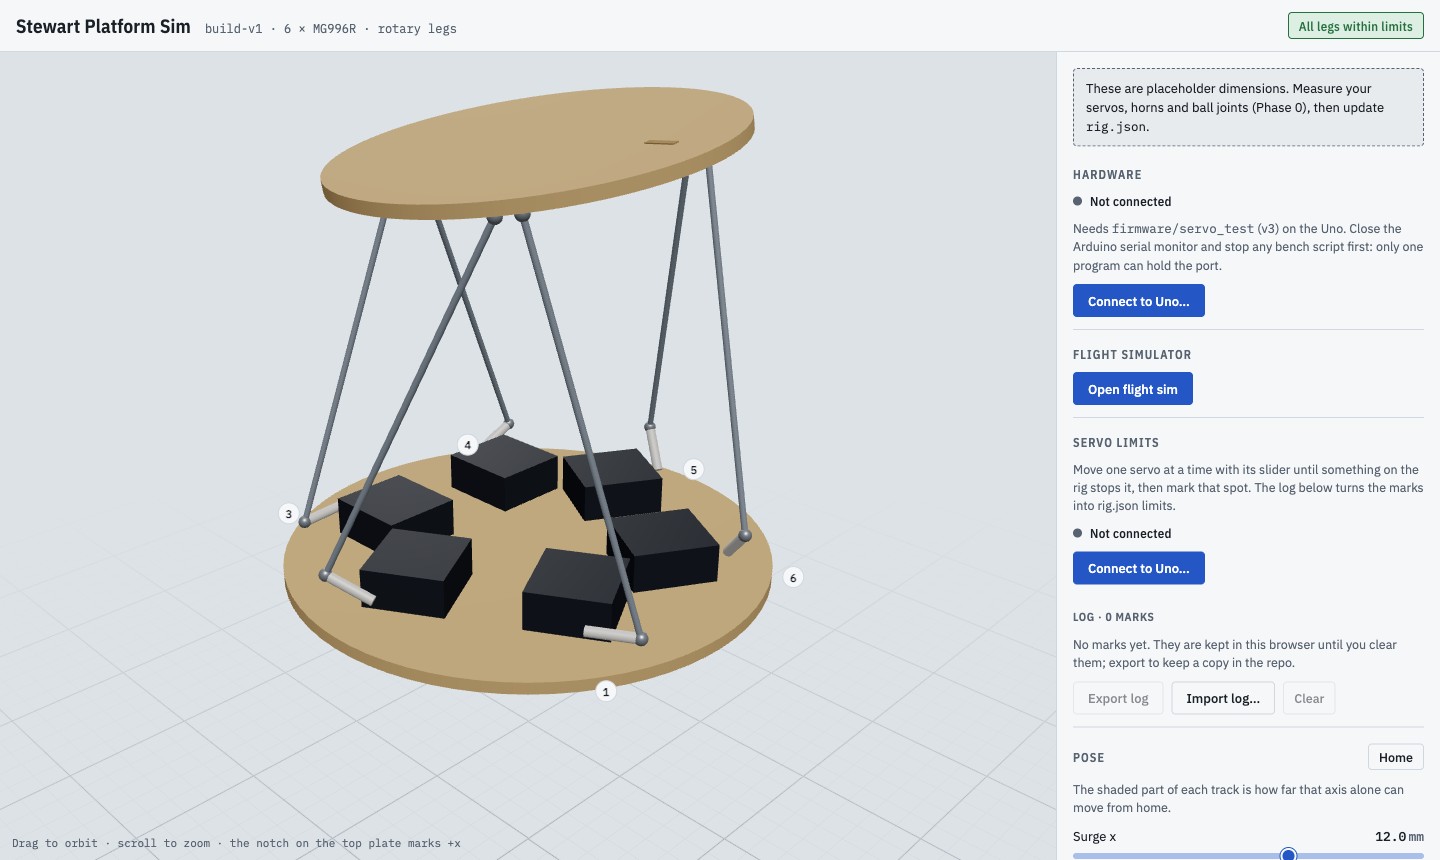 Stewart Platform Sim
build-v1 · 6 × MG996R · rotary legs
All legs within limits
These are placeholder dimensions. Measure your
servos, horns and ball joints (Phase 0), then update
rig.json.
HARDWARE
Not connected
Needs firmware/servo_test (v3) on the Uno. Close the
Arduino serial monitor and stop any bench script first: only one
program can hold the port.
Connect to Uno...
FLIGHT SIMULATOR
Open flight sim
SERVO LIMITS
Move one servo at a time with its slider until something on the
rig stops it, then mark that spot. The log below turns the marks
into rig.json limits.
Not connected
Connect to Uno...
LOG · 0 MARKS
No marks yet. They are kept in this browser until you clear
them; export to keep a copy in the repo.
Export log
Import log...
Clear
POSE
Home
The shaded part of each track is how far that axis alone can
move from home.
Surge x
12.0 mm
4
5
3
6
1
Drag to orbit · scroll to zoom · the notch on the top plate marks +x